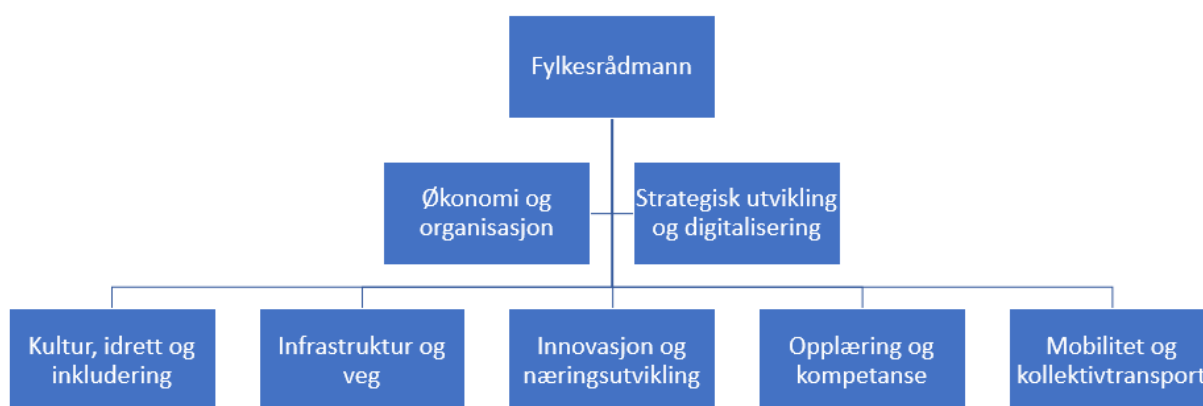 Fylkesrådmann
Økonomi og
organisasjon
Strategisk utvikling
og digitalisering
Kultur, idrett og
inkludering
Infrastruktur og
veg
Innovasjon og
næringsutvikling
Opplæring og
kompetanse
Mobilitet og
kollektivtransport